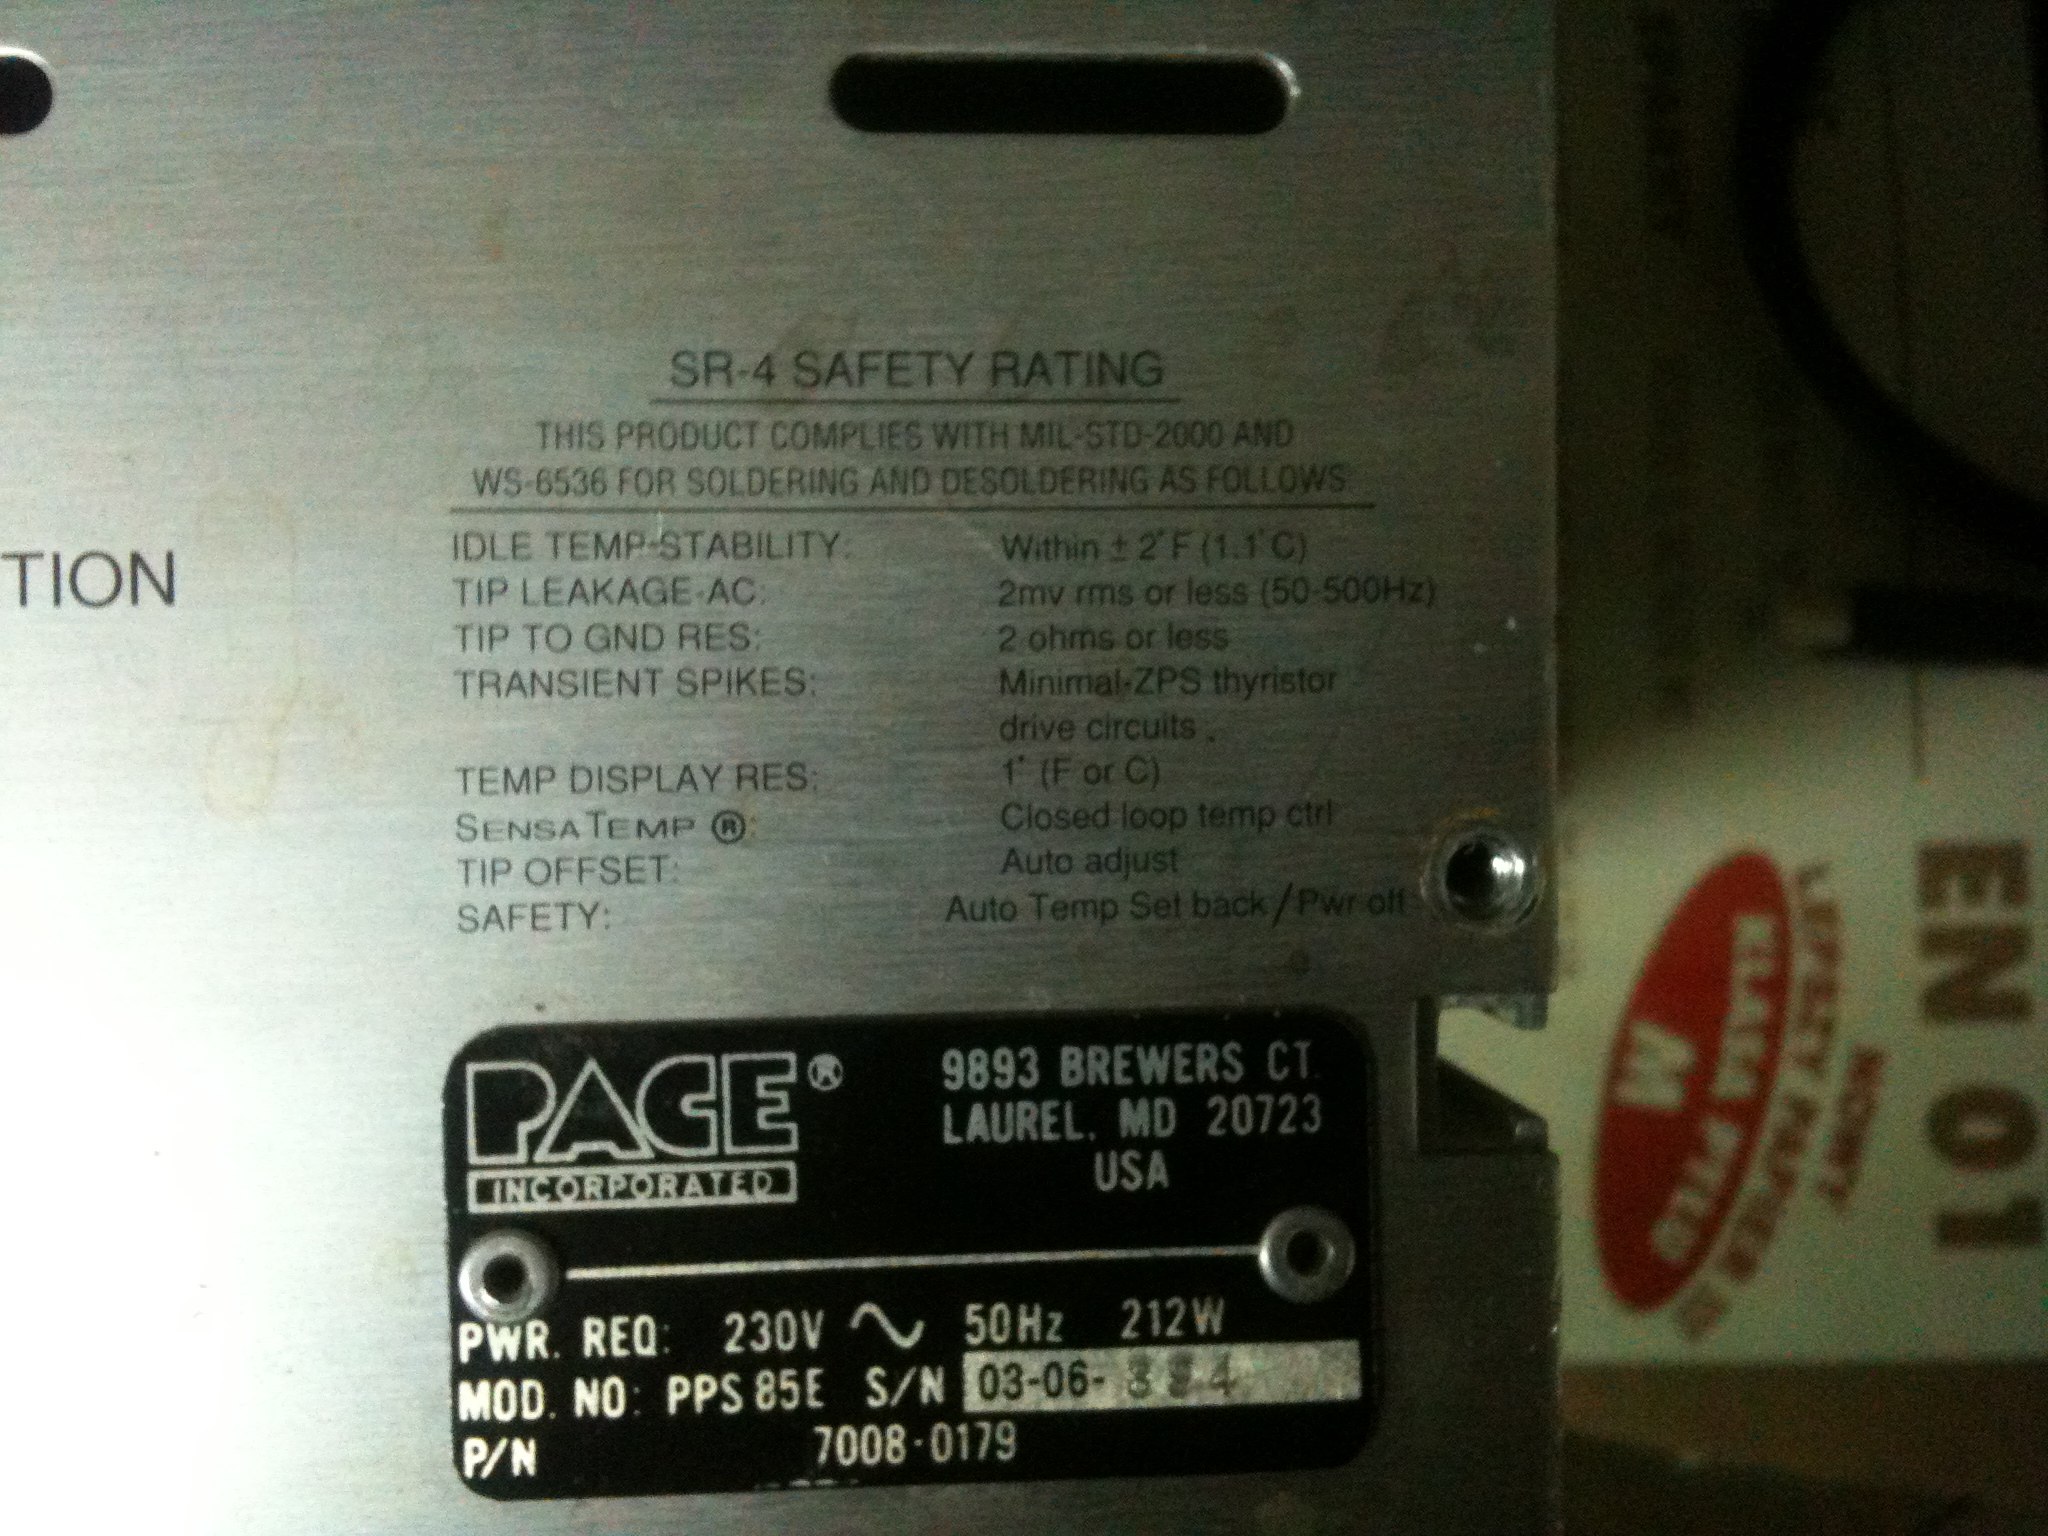 SR-4 SAFETY RATING
THIS PRODUCT COMPLIES WITH MIL-STD-2000 AND
WS-6536 FOR SOLDERING AND DESOLDERING AS FOLLOWS:
IDLE TEMP-STABILITY: Within ± 2°F (1.1°C)
TIP LEAKAGE-AC: 2mv rms or less (50-500Hz)
TIP TO GND RES: 2 ohms or less
TRANSIENT SPIKES: Minimal-ZPS thyristor
drive circuits .
TEMP DISPLAY RES: 1° (F or C)
SENSATEMP ®: Closed loop temp ctrl
TIP OFFSET: Auto adjust
SAFETY: Auto Temp Set back/Pwr off
TION
PACE®
INCORPORATED
9893 BREWERS CT.
LAUREL, MD 20723
USA
PWR. REQ: 230V ∿ 50Hz 212W
MOD. NO: PPS 85E S/N 03-06-
P/N 7008-0179
EN 01